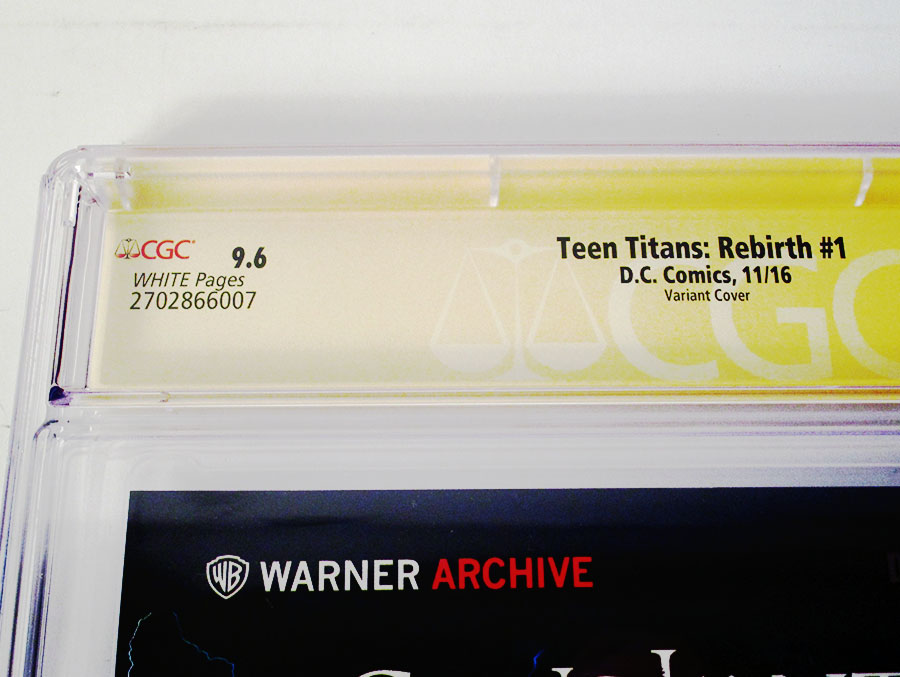 CGC
9.6
WHITE Pages
2702866007
Teen Titans: Rebirth #1
D.C. Comics, 11/16
Variant Cover
CGC
WB WARNER ARCHIVE